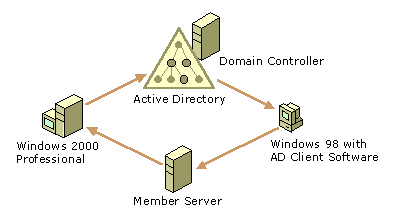 Domain Controller
Active Directory
Windows 2000
Professional
Windows 98 with
AD Client Software
Member Server